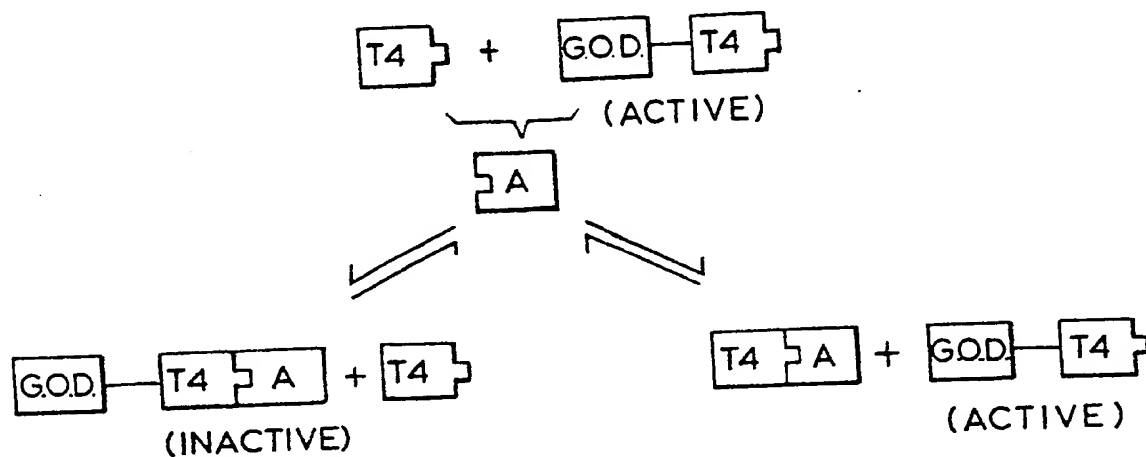 T4 + G.O.D. T4
(ACTIVE)
A
G.O.D. T4 A + T4 T4 A + G.O.D. T4
(INACTIVE) (ACTIVE)